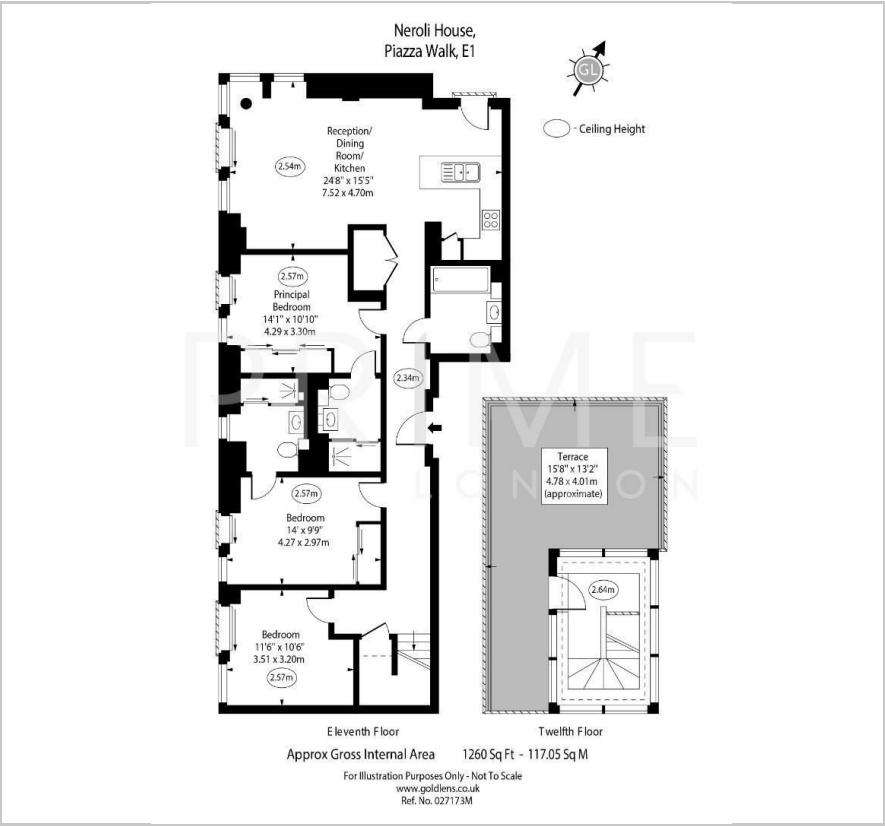 Neroli House,
Piazza Walk, E1
GL
- Ceiling Height
Reception/
Dining
Room/
Kitchen
24'8" x 15'5"
7.52 x 4.70m
2.54m
2.57m
Principal
Bedroom
14'1" x 10'10"
4.29 x 3.30m
2.34m
PRIME
LONDON
2.57m
Bedroom
14' x 9'9"
4.27 x 2.97m
Bedroom
11'6" x 10'6"
3.51 x 3.20m
2.57m
Terrace
15'8" x 13'2"
4.78 x 4.01m
(approximate)
2.64m
Eleventh Floor
Twelfth Floor
Approx Gross Internal Area 1260 Sq Ft - 117.05 Sq M
For Illustration Purposes Only - Not To Scale
www.goldlens.co.uk
Ref. No. 027173M